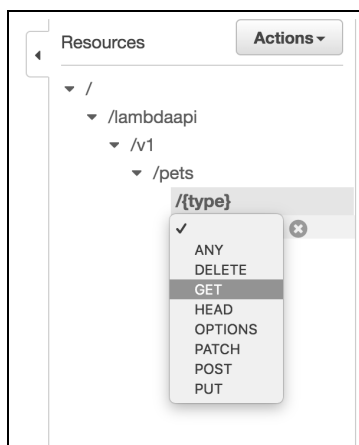 Resources
Actions
/
/lambdaapi
/v1
/pets
/{type}
ANY
DELETE
GET
HEAD
OPTIONS
PATCH
POST
PUT